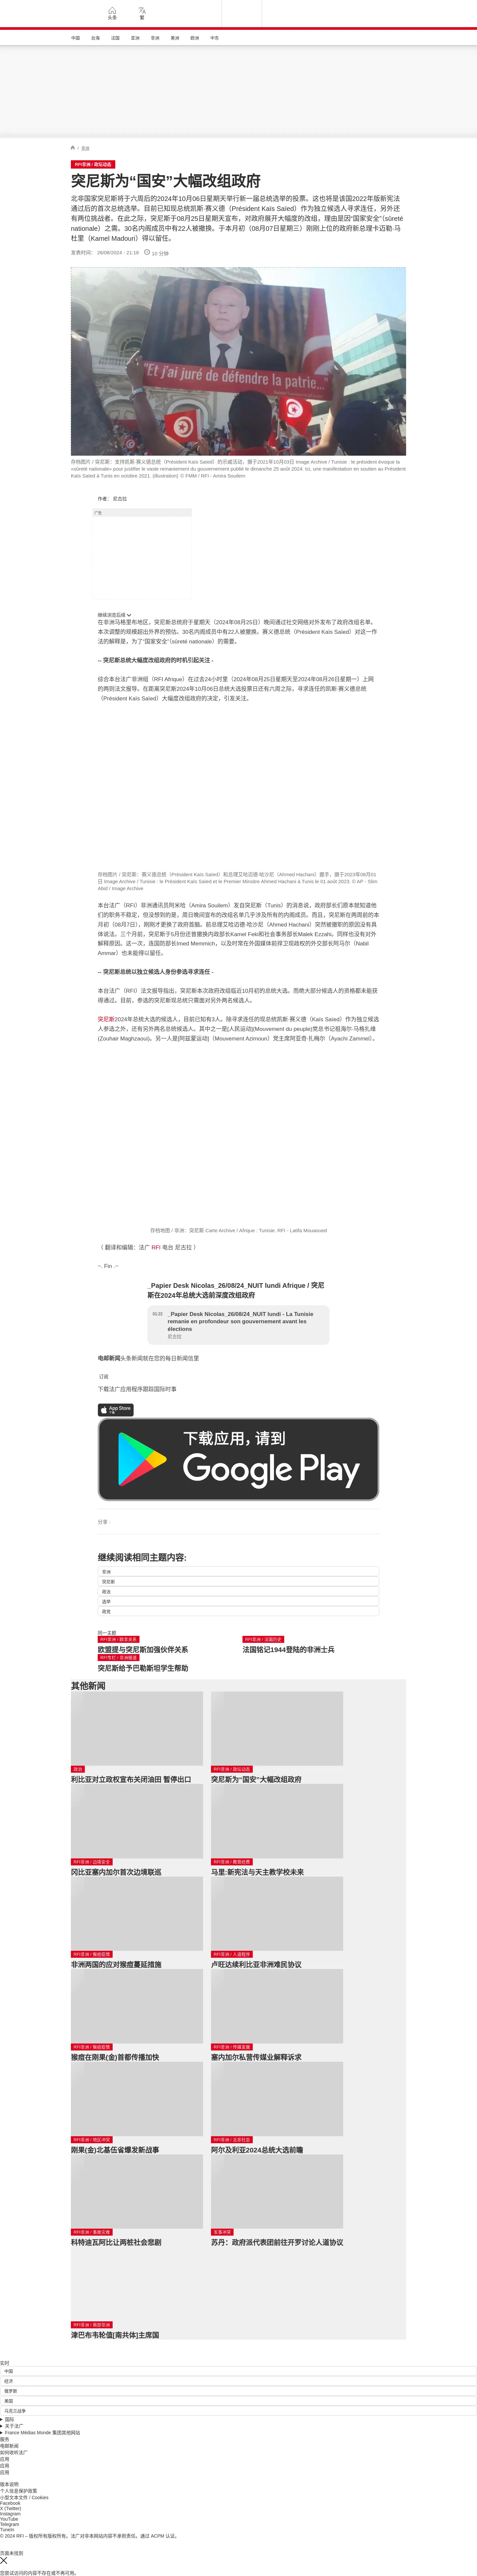 头条
繁
中国
台海
法国
亚洲
非洲
美洲
欧洲
中东
非洲
RFI非洲 / 政坛动态
突尼斯为“国安”大幅改组政府
北非国家突尼斯将于六周后的2024年10月06日星期天举行新一届总统选举的投票。这也将是该国2022年版新宪法
通过后的首次总统选举。目前已知现总统凯斯·赛义德（Président Kaïs Saïed）作为独立候选人寻求连任，另外还
有两位挑战者。在此之际，突尼斯于08月25日星期天宣布，对政府展开大幅度的改组，理由是因“国家安全”（sûreté
nationale）之需。30名内阁成员中有22人被撤换。于本月初（08月07日星期三）刚刚上位的政府新总理卡迈勒·马
杜里（Kamel Madouri）得以留任。
发表时间： 26/08/2024 - 21:18
10 分钟
"Et j'ai juré de défendre la patrie..."
存档图片 / 突尼斯：支持凯斯·赛义德总统（Président Kaïs Saïed）的示威活动，摄于2021年10月03日 Image Archive / Tunisie : le président évoque la
«sûreté nationale» pour justifier le vaste remaniement du gouvernement publié le dimanche 25 août 2024. Ici, une manifestation en soutien au Président
Kaïs Saïed à Tunis en octobre 2021. (illustration) © FMM / RFI - Amira Souilem
作者： 尼古拉
广告
继续浏览后续
在非洲马格里布地区，突尼斯总统府于星期天（2024年08月25日）晚间通过社交网络对外发布了政府改组名单。
本次调整的规模超出外界的预估。30名内阁成员中有22人被撤换。赛义德总统（Président Kaïs Saïed）对这一作
法的解释是，为了“国家安全”（sûreté nationale）的需要。
-- 突尼斯总统大幅度改组政府的时机引起关注 -
综合本台法广非洲组（RFI Afrique）在过去24小时里（2024年08月25日星期天至2024年08月26日星期一）上网
的两则法文报导。在距离突尼斯2024年10月06日总统大选投票日还有六周之际，寻求连任的凯斯·赛义德总统
（Président Kaïs Saïed）大幅度改组政府的决定，引发关注。
存档图片 / 突尼斯：赛义德总统（Président Kaïs Saïed）和总理艾哈迈德·哈沙尼（Ahmed Hachani）握手，摄于2023年08月01
日 Image Archive / Tunisie : le Président Kaïs Saïed et le Premier Ministre Ahmed Hachani à Tunis le 01 août 2023. © AP - Slim
Abid / Image Archive
本台法广（RFI）非洲通讯员阿米哈（Amira Souilem）发自突尼斯（Tunis）的消息说，政府部长们原本就知道他
们的职务不稳定，但没想到的是，周日晚间宣布的改组名单几乎涉及所有的内阁成员。而且，突尼斯在两周前的本
月初（08月7日），刚刚才更换了政府首脑。前总理艾哈迈德·哈沙尼（Ahmed Hachani）突然被撤职的原因没有具
体说法。三个月前，突尼斯于5月份还曾撤换内政部长Kamel Feki和社会事务部长Malek Ezzahi。同样也没有对外
解释原因。这一次，连国防部长Imed Memmich，以及时常在外国媒体前捍卫现政权的外交部长阿马尔（Nabil
Ammar）也未能得以留任。
-- 突尼斯总统以独立候选人身份参选寻求连任 -
本台法广（RFI）法文报导指出，突尼斯本次政府改组临近10月初的总统大选。而绝大部分候选人的资格都未能获
得通过。目前，参选的突尼斯现总统只需面对另外两名候选人。
突尼斯2024年总统大选的候选人，目前已知有3人。除寻求连任的现总统凯斯·赛义德（Kaïs Saïed）作为独立候选
人参选之外，还有另外两名总统候选人。其中之一是[人民运动](Mouvement du peuple)党总书记祖海尔·马格扎维
(Zouhair Maghzaoui)。另一人是[阿兹蒙运动]（Mouvement Azimoun）党主席阿亚奇·扎梅尔（Ayachi Zammel）。
存档地图 / 非洲：突尼斯 Carte Archive / Afrique : Tunisie. RFI - Latifa Mouaoued
（ 翻译和编辑：法广 RFI 电台 尼古拉 ）
~. Fin .~
_Papier Desk Nicolas_26/08/24_NUIT lundi Afrique / 突尼
斯在2024年总统大选前深度改组政府
_Papier Desk Nicolas_26/08/24_NUIT lundi - La Tunisie
remanie en profondeur son gouvernement avant les
élections
尼古拉
电邮新闻头条新闻就在您的每日新闻信里
订阅
下载法广应用程序跟踪国际时事
App Store
下载应用，请到
Google Play
分享 :
继续阅读相同主题内容:
非洲
突尼斯
政治
选举
政党
同一主题
RFI非洲 / 欧非关系
欧盟提与突尼斯加强伙伴关系
RFI非洲 / 法国历史
法国铭记1944登陆的非洲士兵
RFI专栏 - 非洲报道
突尼斯给予巴勒斯坦学生帮助
其他新闻
政治
利比亚对立政权宣布关闭油田 暂停出口
RFI非洲 / 政坛动态
突尼斯为“国安”大幅改组政府
RFI非洲 / 边境安全
冈比亚塞内加尔首次边境联巡
RFI非洲 / 教育经费
马里:新宪法与天主教学校未来
RFI非洲 / 猴痘疫情
非洲两国的应对猴痘蔓延措施
RFI非洲 / 人道救援
卢旺达续利比亚非洲难民协议
RFI非洲 / 猴痘疫情
猴痘在刚果(金)首都传播加快
RFI非洲 / 传媒发展
塞内加尔私营传媒业解释诉求
RFI非洲 / 地区冲突
刚果(金)北基伍省爆发新战事
RFI非洲 / 北非社会
阿尔及利亚2024总统大选前瞻
RFI非洲 / 事故灾难
科特迪瓦阿比让两桩社会悲剧
军事冲突
苏丹：政府派代表团前往开罗讨论人道协议
RFI非洲 / 南部非洲
津巴布韦轮值[南共体]主席国
实时
中国
经济
俄罗斯
美国
乌克兰战争
国际
关于法广
France Médias Monde 集团其他网站
服务
电邮新闻
如何收听法广
应用
应用
应用
版本说明
个人信息保护政策
小型文本文件 / Cookies
Facebook
X (Twitter)
Instagram
YouTube
Telegram
TuneIn
© 2024 RFI – 版权所有版权所有。法广对非本网站内容不承担责任。通过 ACPM 认证。
页面未找到
您尝试访问的内容不存在或不再可用。